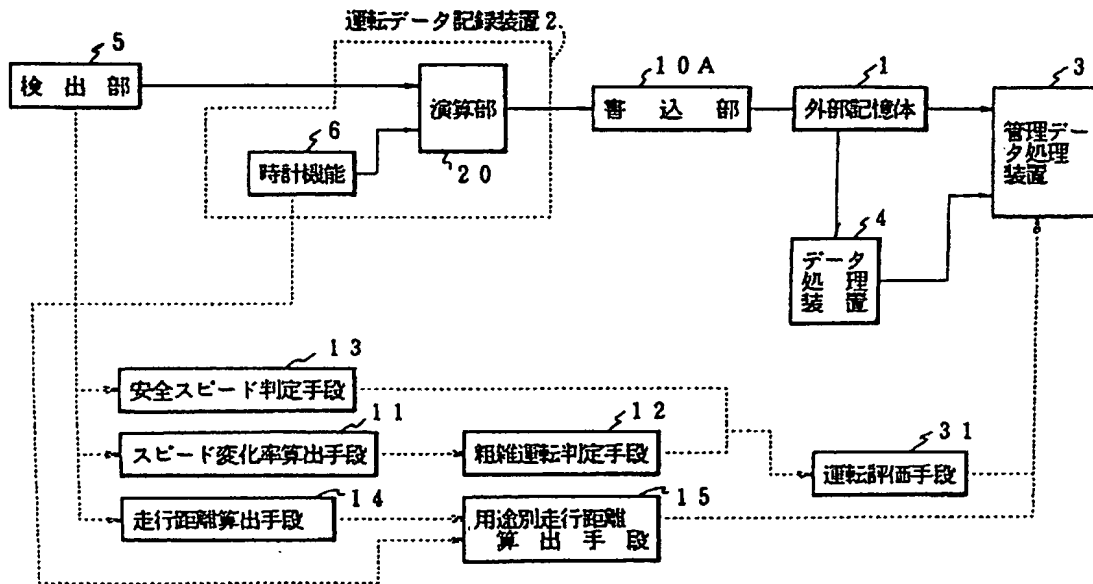 運転データ記録装置2
5
検出部
演算部
20
6
時計機能
10A
書込部
1
外部記憶体
3
管理デー
タ処理
装置
4
データ
処理
装置
13
安全スピード判定手段
11
スピード変化率算出手段
12
粗雑運転判定手段
31
運転評価手段
14
走行距離算出手段
15
用途別走行距離
算出手段